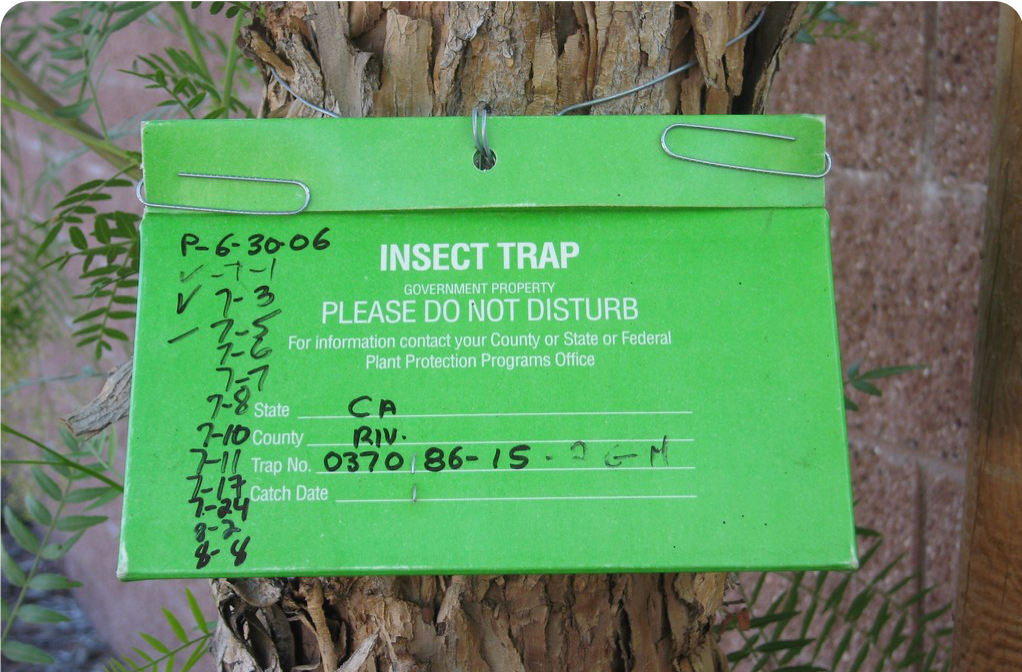 P-6-30-06
INSECT TRAP
✓ -7-1
GOVERNMENT PROPERTY
✓ 7-3
PLEASE DO NOT DISTURB
– 7-5
For information contact your County or State or Federal
7-6
Plant Protection Programs Office
7-7
7-8
State CA
7-10
County RIV.
7-11
Trap No. 0370 86-15 - GM
7-17
Catch Date
7-24
8-2
8-8